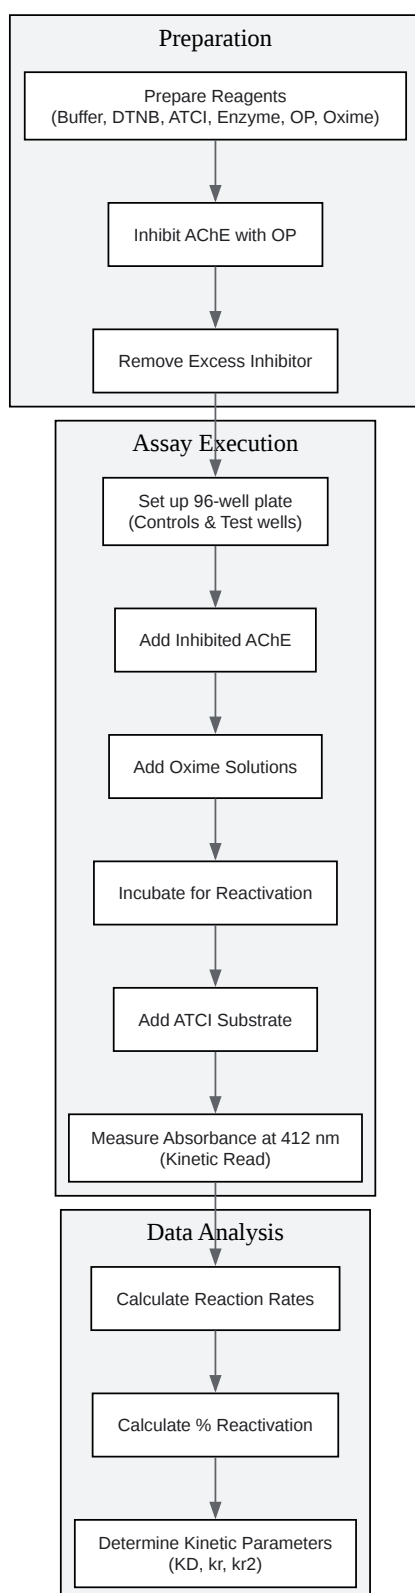 Preparation
Prepare Reagents
(Buffer, DTNB, ATCI, Enzyme, OP, Oxime)
Inhibit AChE with OP
Remove Excess Inhibitor
Assay Execution
Set up 96-well plate
(Controls & Test wells)
Add Inhibited AChE
Add Oxime Solutions
Incubate for Reactivation
Add ATCI Substrate
Measure Absorbance at 412 nm
(Kinetic Read)
Data Analysis
Calculate Reaction Rates
Calculate % Reactivation
Determine Kinetic Parameters
(KD, kr, kr2)